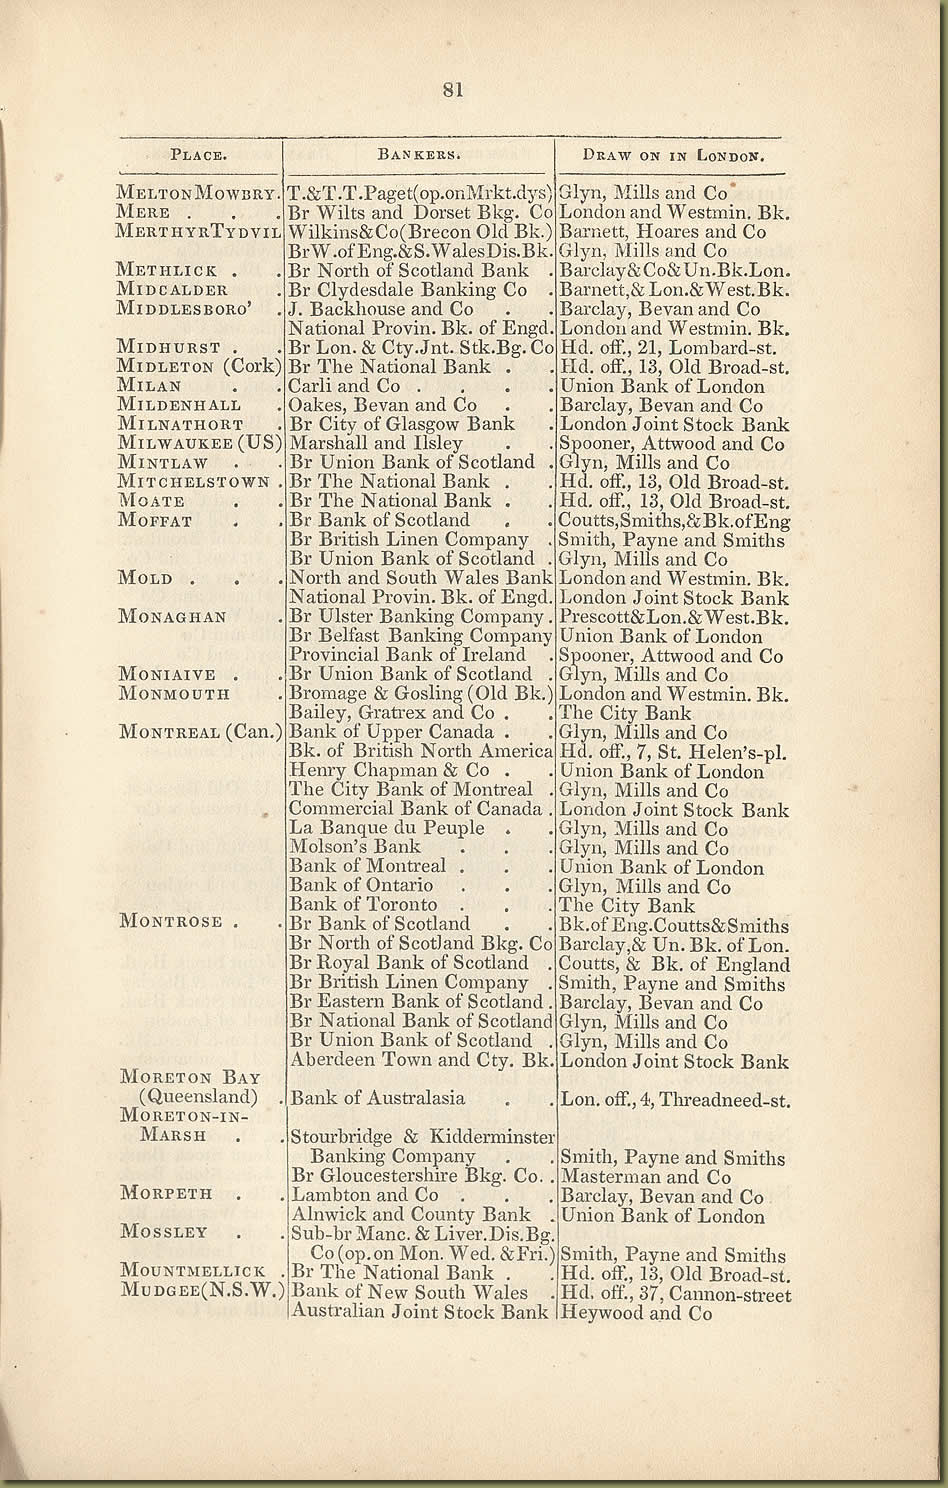 81
PLACE. BANKERS. DRAW ON IN LONDON.
MELTON MOWBRY. T.&T.T.Paget(op.onMrkt.dys) Glyn, Mills and Co
MERE . . . Br Wilts and Dorset Bkg. Co London and Westmin. Bk.
MERTHYR TYDVIL Wilkins&Co(Brecon Old Bk.) Barnett, Hoares and Co
BrW.ofEng.&S.WalesDis.Bk. Glyn, Mills and Co
METHLICK . . Br North of Scotland Bank . Barclay&Co&Un.Bk.Lon.
MIDCALDER . Br Clydesdale Banking Co . Barnett,&Lon.&West.Bk.
MIDDLESBORO' . J. Backhouse and Co . . Barclay, Bevan and Co
National Provin. Bk. of Engd. London and Westmin. Bk.
MIDHURST . . Br Lon. & Cty.Jnt. Stk.Bg. Co Hd. off., 21, Lombard-st.
MIDLETON (Cork) Br The National Bank . . Hd. off., 13, Old Broad-st.
MILAN . . Carli and Co . . . . Union Bank of London
MILDENHALL . Oakes, Bevan and Co . . Barclay, Bevan and Co
MILNATHORT . Br City of Glasgow Bank . London Joint Stock Bank
MILWAUKEE (US) Marshall and Ilsley . . Spooner, Attwood and Co
MINTLAW . . Br Union Bank of Scotland . Glyn, Mills and Co
MITCHELSTOWN . Br The National Bank . . Hd. off., 13, Old Broad-st.
MOATE . . Br The National Bank . . Hd. off., 13, Old Broad-st.
MOFFAT . . Br Bank of Scotland . . Coutts,Smiths,&Bk.ofEng
Br British Linen Company . Smith, Payne and Smiths
Br Union Bank of Scotland . Glyn, Mills and Co
MOLD . . . North and South Wales Bank London and Westmin. Bk.
National Provin. Bk. of Engd. London Joint Stock Bank
MONAGHAN . Br Ulster Banking Company . Prescott&Lon.&West.Bk.
Br Belfast Banking Company Union Bank of London
Provincial Bank of Ireland . Spooner, Attwood and Co
MONIAIVE . . Br Union Bank of Scotland . Glyn, Mills and Co
MONMOUTH . Bromage & Gosling (Old Bk.) London and Westmin. Bk.
Bailey, Gratrex and Co . . The City Bank
MONTREAL (Can.) Bank of Upper Canada . . Glyn, Mills and Co
Bk. of British North America Hd. off., 7, St. Helen's-pl.
Henry Chapman & Co . . Union Bank of London
The City Bank of Montreal . Glyn, Mills and Co
Commercial Bank of Canada . London Joint Stock Bank
La Banque du Peuple . . Glyn, Mills and Co
Molson's Bank . . . Glyn, Mills and Co
Bank of Montreal . . . Union Bank of London
Bank of Ontario . . . Glyn, Mills and Co
Bank of Toronto . . . The City Bank
MONTROSE . . Br Bank of Scotland . . Bk.of Eng.Coutts&Smiths
Br North of Scotland Bkg. Co Barclay,& Un. Bk. of Lon.
Br Royal Bank of Scotland . Coutts, & Bk. of England
Br British Linen Company . Smith, Payne and Smiths
Br Eastern Bank of Scotland . Barclay, Bevan and Co
Br National Bank of Scotland Glyn, Mills and Co
Br Union Bank of Scotland . Glyn, Mills and Co
Aberdeen Town and Cty. Bk. London Joint Stock Bank
MORETON BAY
(Queensland) . Bank of Australasia . . Lon. off., 4, Threadneed-st.
MORETON-IN-
MARSH . . Stourbridge & Kidderminster
Banking Company . . Smith, Payne and Smiths
Br Gloucestershire Bkg. Co. . Masterman and Co
MORPETH . . Lambton and Co . . . Barclay, Bevan and Co
Alnwick and County Bank . Union Bank of London
MOSSLEY . . Sub-br Manc. & Liver.Dis.Bg.
Co (op.on Mon. Wed. &Fri.) Smith, Payne and Smiths
MOUNTMELLICK . Br The National Bank . . Hd. off., 13, Old Broad-st.
MUDGEE(N.S.W.) Bank of New South Wales . Hd. off., 37, Cannon-street
Australian Joint Stock Bank Heywood and Co